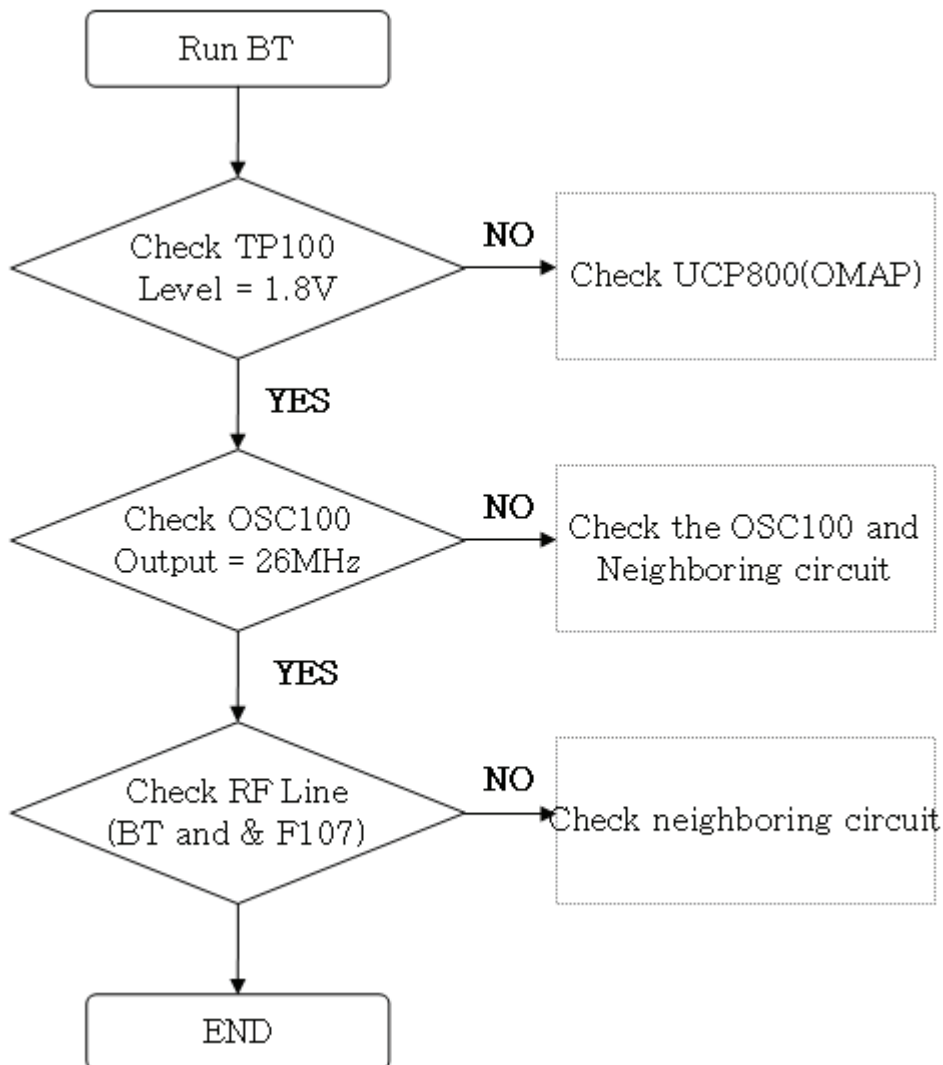 Run BT
Check TP100
Level = 1.8V
NO
Check UCP800(OMAP)
YES
Check OSC100
Output = 26MHz
NO
Check the OSC100 and
Neighboring circuit
YES
Check RF Line
(BT and & F107)
NO
Check neighboring circuit
END